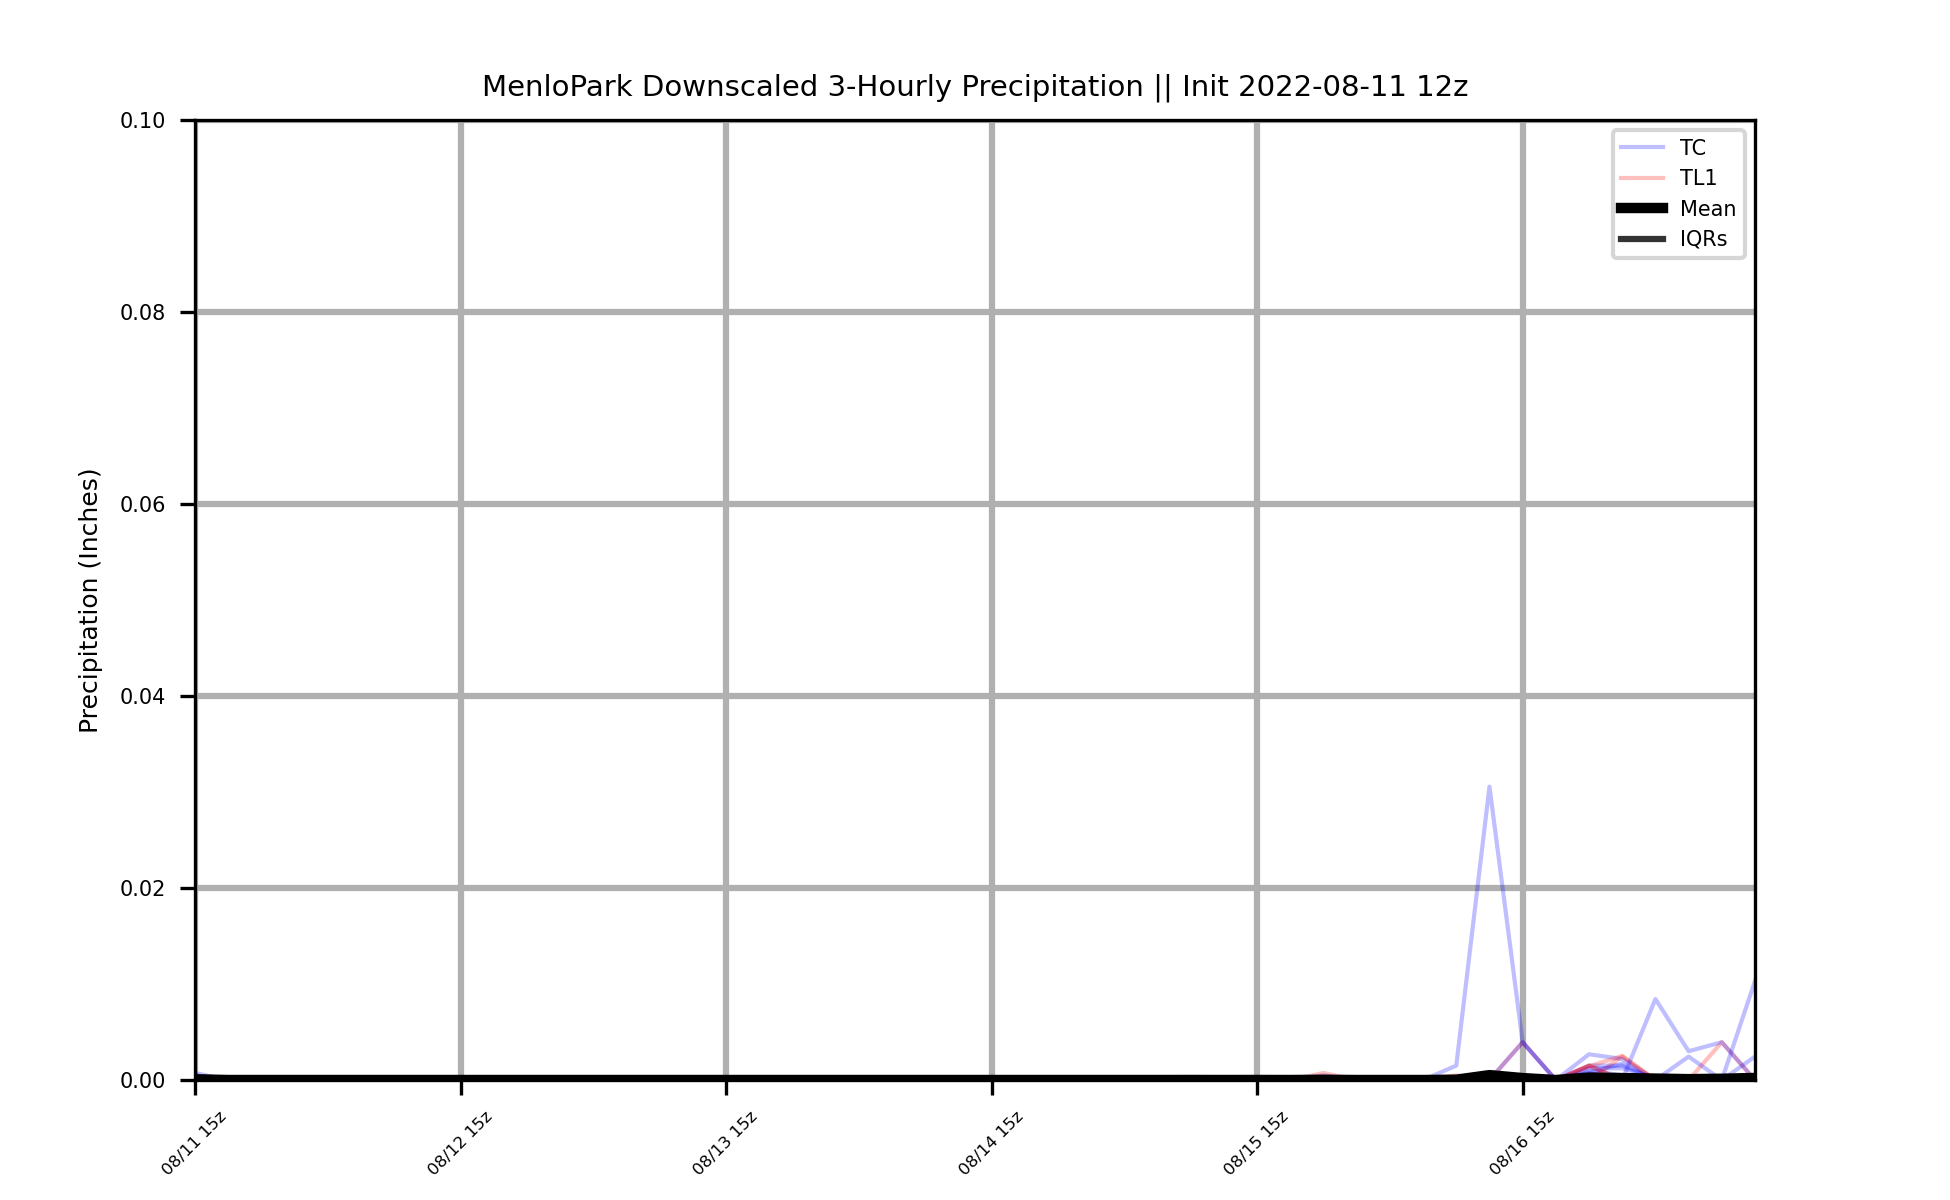 MenloPark Downscaled 3-Hourly Precipitation || Init 2022-08-11 12z
0.10
0.08
0.06
0.04
0.02
0.00
Precipitation (Inches)
TC
TL1
Mean
IQRs
08/11 15z
08/12 15z
08/13 15z
08/14 15z
08/15 15z
08/16 15z